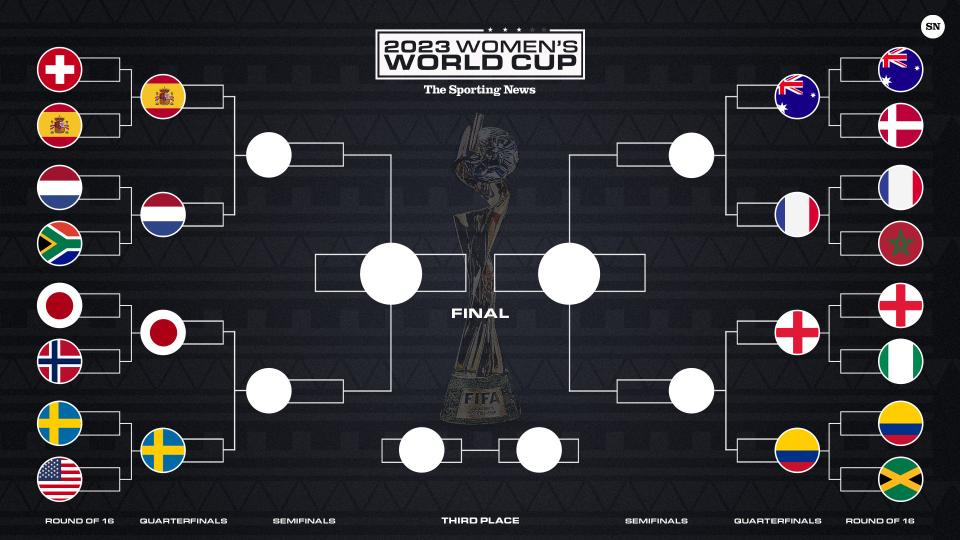 SN
2023 WOMEN'S
WORLD CUP
The Sporting News
FINAL
FIFA
ROUND OF 16
QUARTERFINALS
SEMIFINALS
THIRD PLACE
SEMIFINALS
QUARTERFINALS
ROUND OF 16